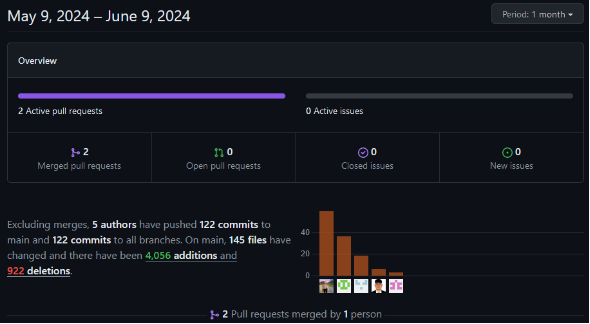 May 9, 2024 – June 9, 2024
Period: 1 month
Overview
2 Active pull requests
0 Active issues
2
Merged pull requests
0
Open pull requests
0
Closed issues
0
New issues
Excluding merges, 5 authors have pushed 122 commits to
main and 122 commits to all branches. On main, 145 files have
changed and there have been 4,056 additions and
922 deletions.
40
20
0
2 Pull requests merged by 1 person